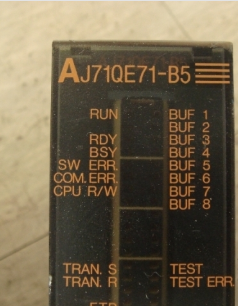 AJ71QE71-B5
RUN BUF 1
BUF 2
RDY BUF 3
BSY BUF 4
SW ERR. BUF 5
COM.ERR. BUF 6
CPU R/W BUF 7
BUF 8
TRAN. S TEST
TRAN. R TEST ERR.